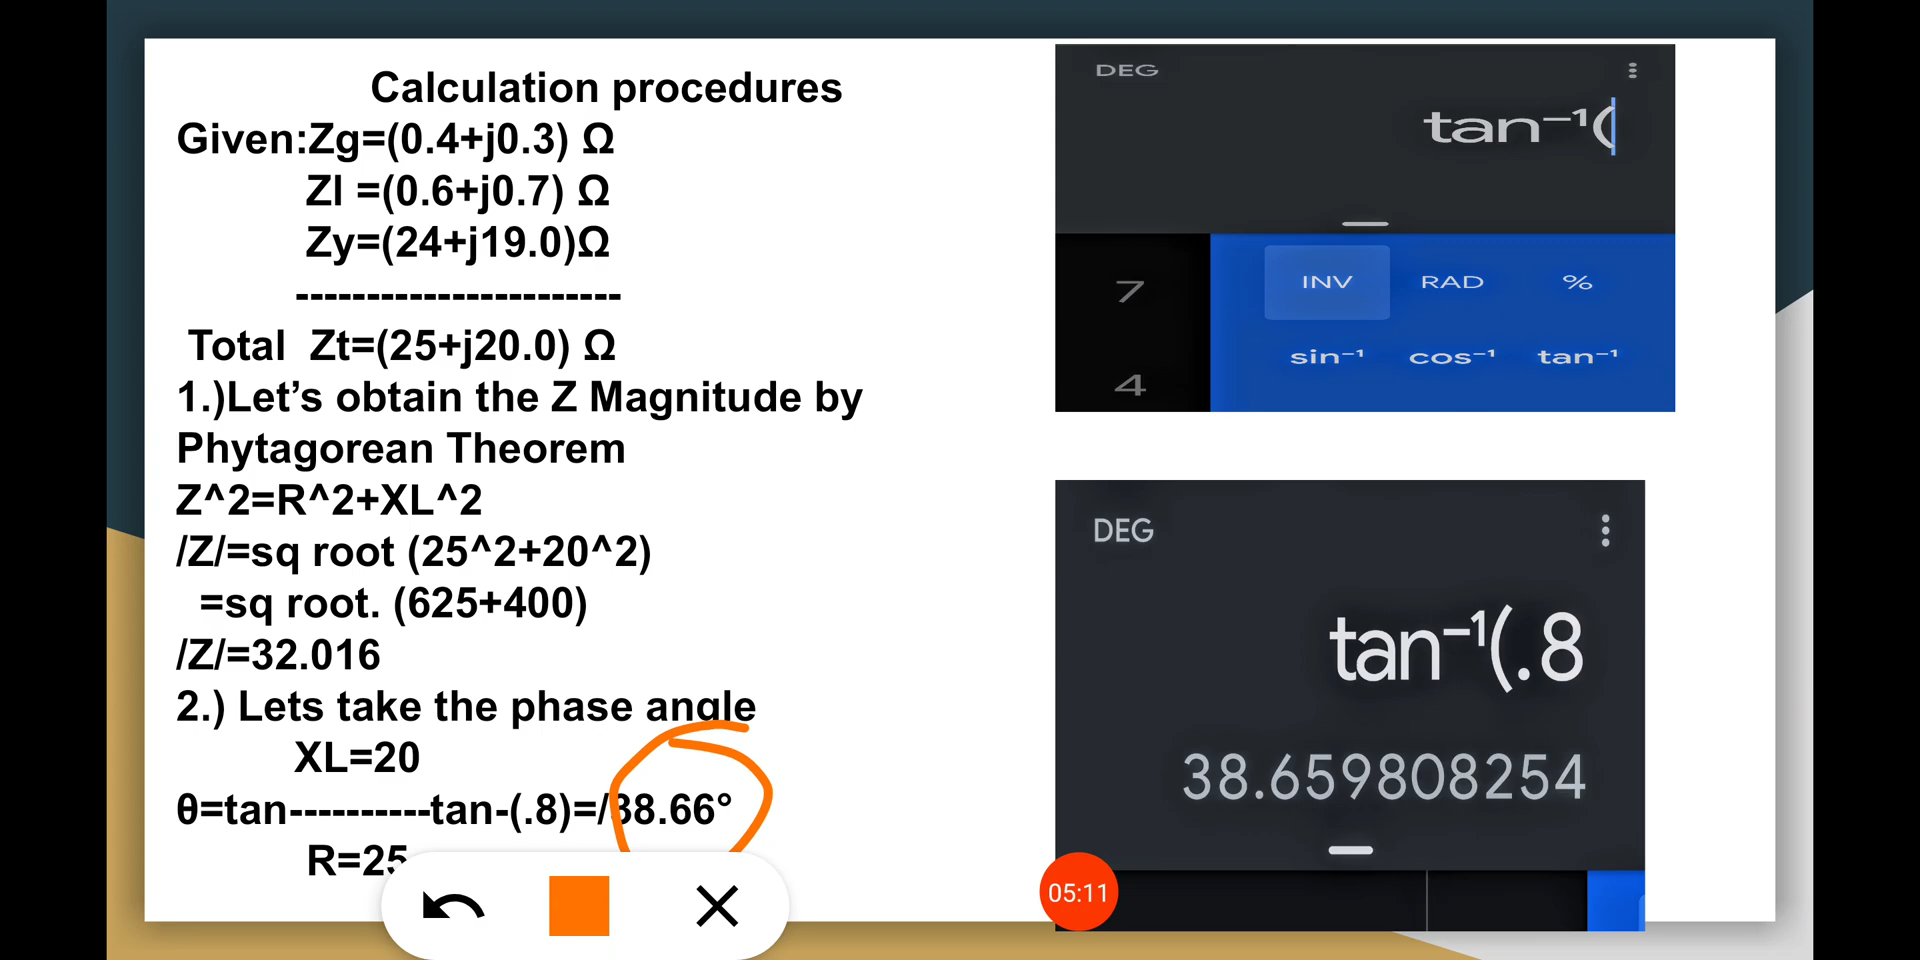 Calculation procedures
Given:Zg=(0.4+j0.3) Ω
Zl =(0.6+j0.7) Ω
Zy=(24+j19.0)Ω
-----------------------
Total Zt=(25+j20.0) Ω
1.)Let’s obtain the Z Magnitude by
Phytagorean Theorem
Z^2=R^2+XL^2
/Z/=sq root (25^2+20^2)
=sq root. (625+400)
/Z/=32.016
2.) Lets take the phase angle
XL=20
θ=tan----------tan-(.8)=/38.66°
R=25
DEG
tan⁻¹(
INV RAD %
7
sin⁻¹ cos⁻¹ tan⁻¹
4
DEG
tan⁻¹(.8
38.659808254
05:11